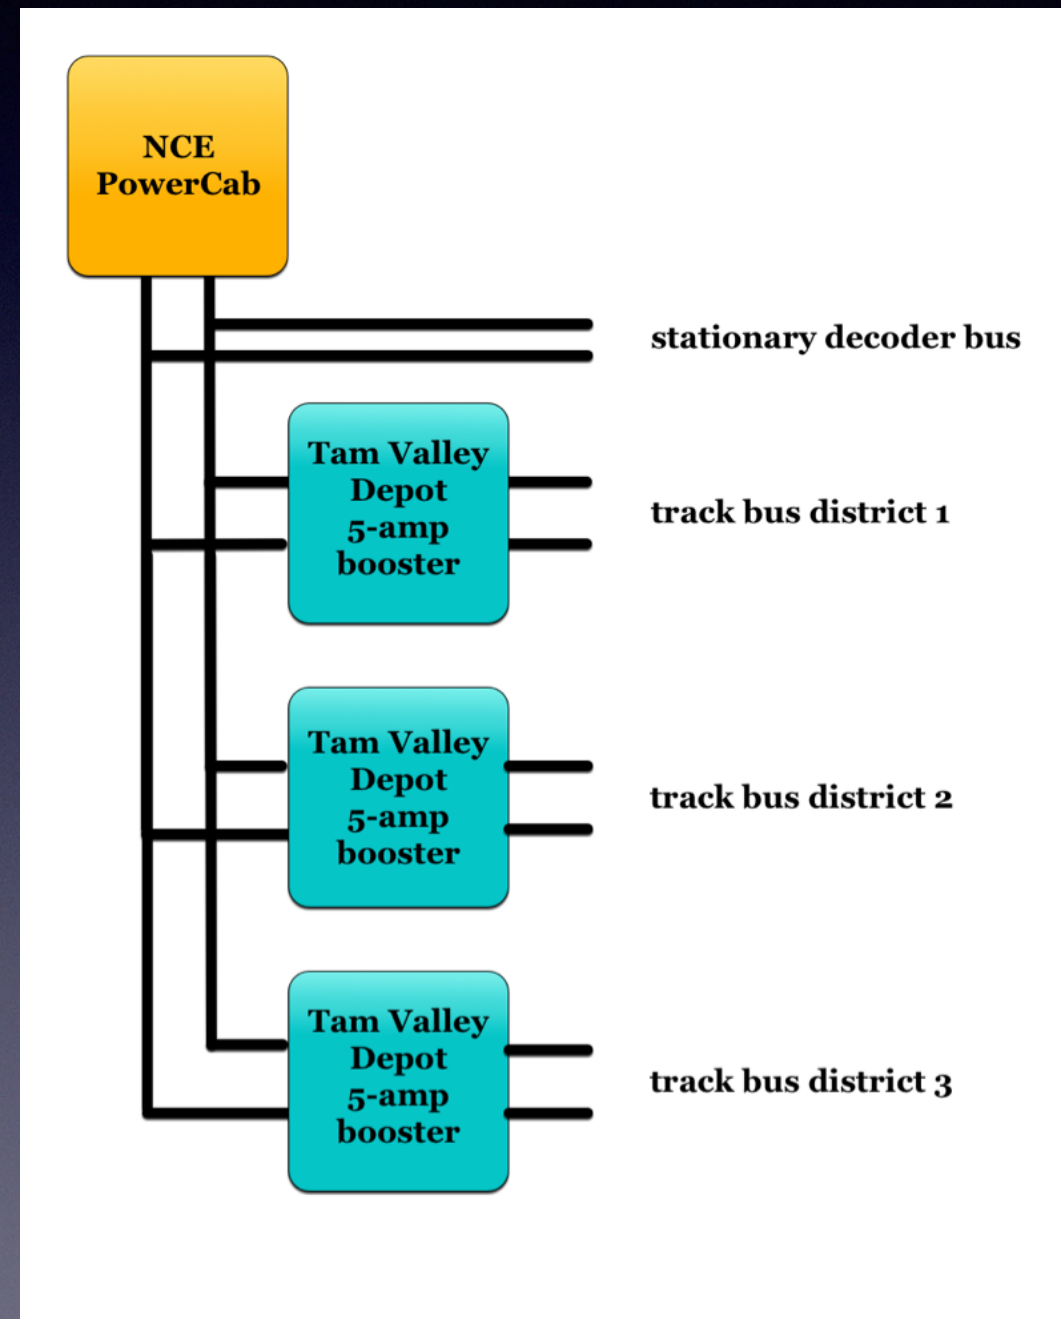 NCE
PowerCab
stationary decoder bus
Tam Valley
Depot
5-amp
booster
track bus district 1
Tam Valley
Depot
5-amp
booster
track bus district 2
Tam Valley
Depot
5-amp
booster
track bus district 3